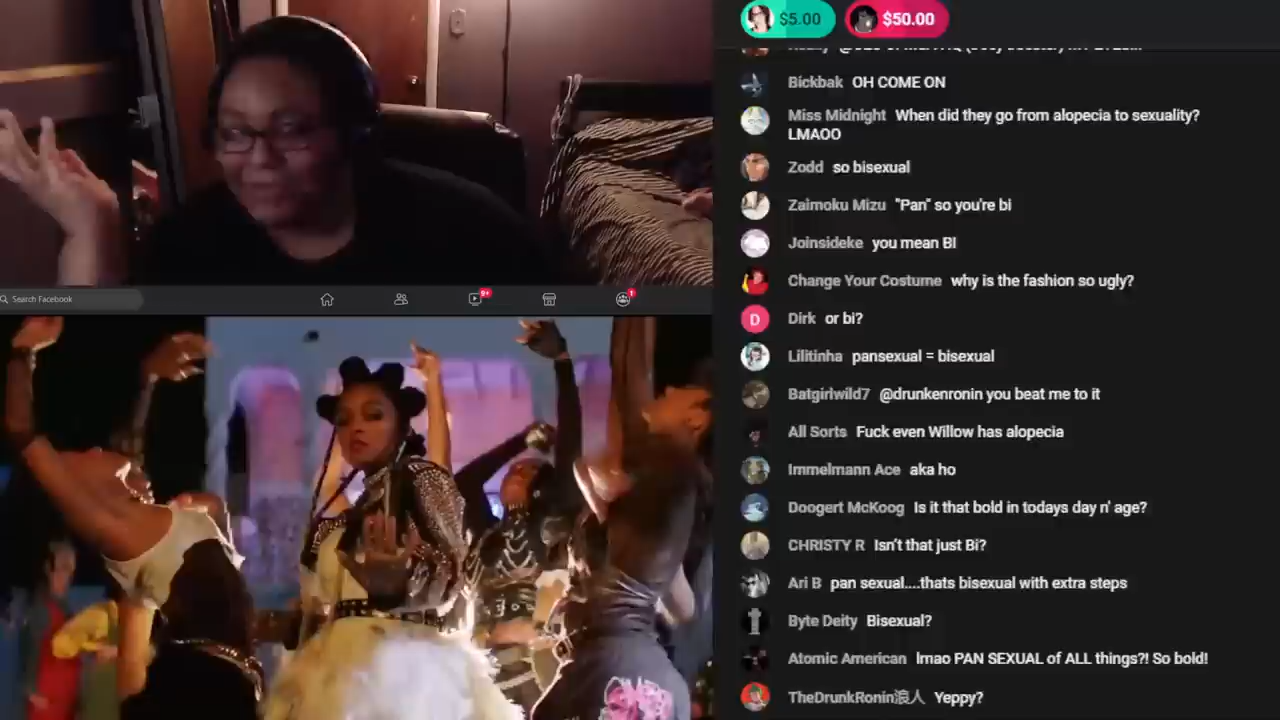 $5.00 $50.00
Bickbak OH COME ON
Miss Midnight When did they go from alopecia to sexuality?
LMAOO
Zodd so bisexual
Zaimoku Mizu "Pan" so you're bi
Joinsideke you mean BI
Change Your Costume why is the fashion so ugly?
D Dirk or bi?
Lilitinha pansexual = bisexual
Batgirlwild7 @drunkenronin you beat me to it
All Sorts Fuck even Willow has alopecia
Immelmann Ace aka ho
Doogert McKoog Is it that bold in todays day n' age?
CHRISTY R Isn't that just Bi?
Ari B pan sexual....thats bisexual with extra steps
Byte Deity Bisexual?
Atomic American lmao PAN SEXUAL of ALL things?! So bold!
TheDrunkRonin浪人 Yeppy?
Search Facebook
9+
1